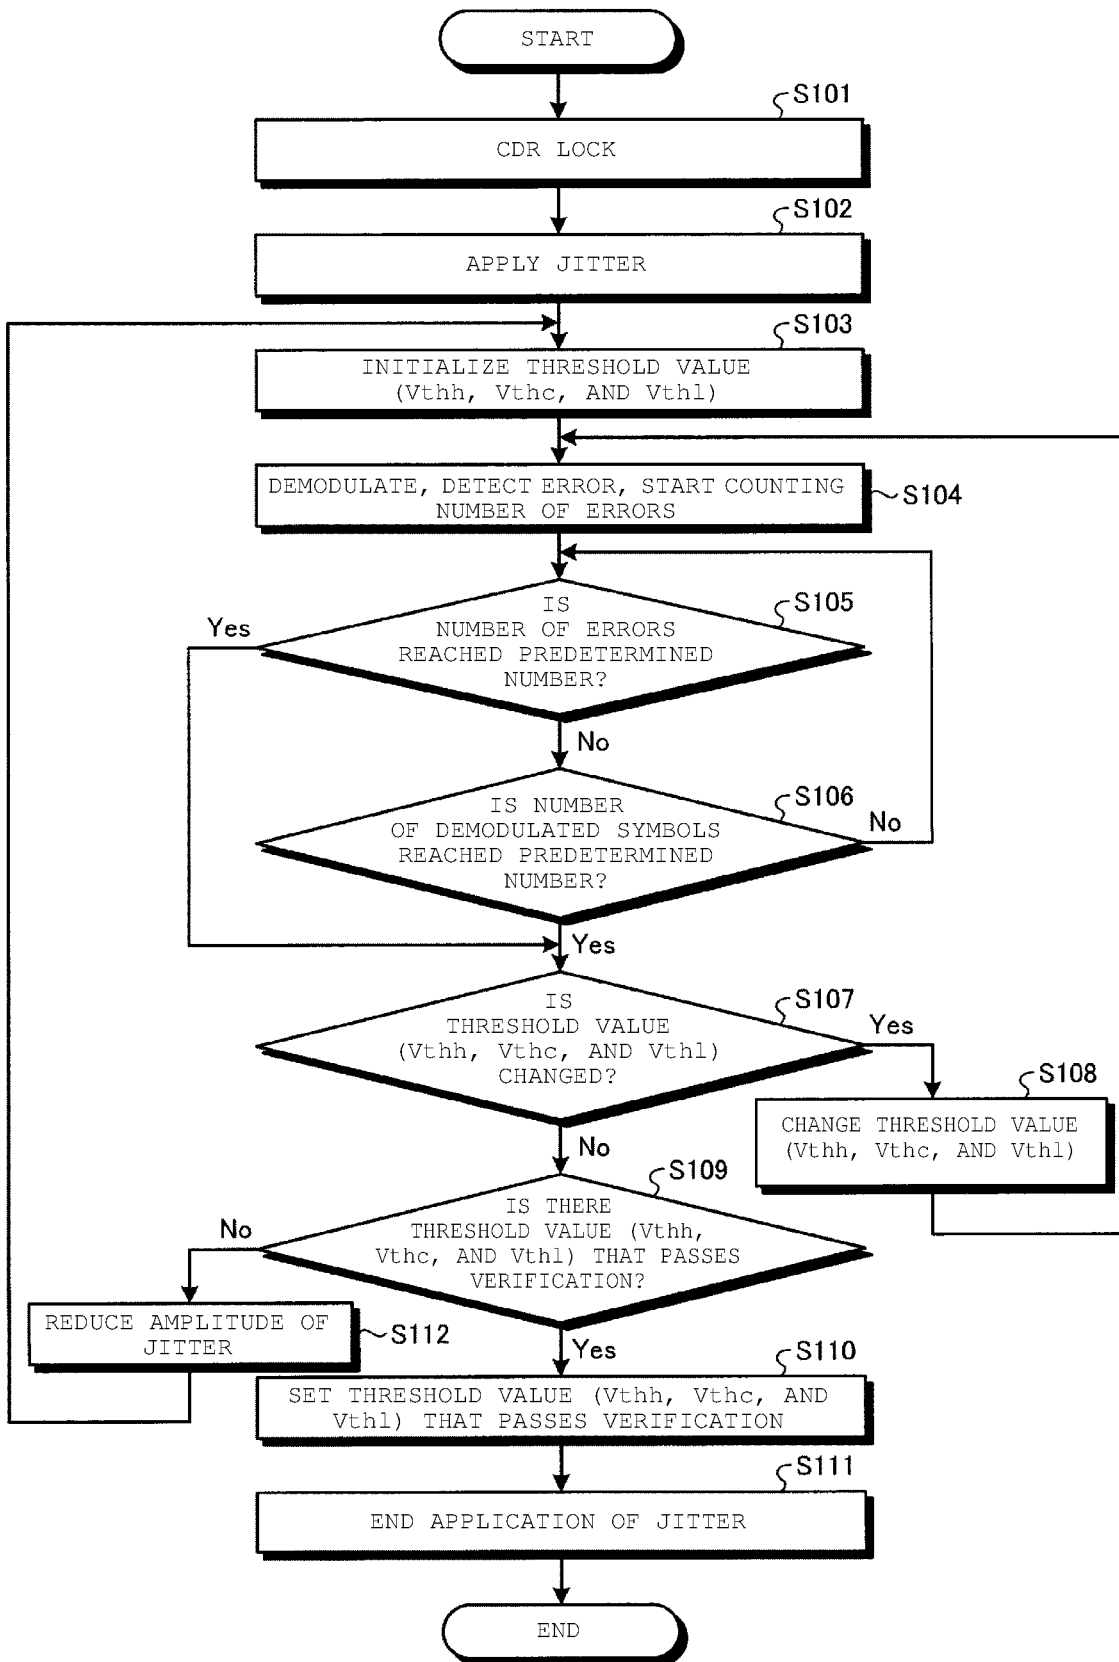 START
S101
CDR LOCK
S102
APPLY JITTER
S103
INITIALIZE THRESHOLD VALUE
(Vthh, Vthc, AND Vthl)
DEMODULATE, DETECT ERROR, START COUNTING
NUMBER OF ERRORS
S104
S105
IS
NUMBER OF ERRORS
REACHED PREDETERMINED
NUMBER?
Yes
No
S106
IS NUMBER
OF DEMODULATED SYMBOLS
REACHED PREDETERMINED
NUMBER?
No
Yes
S107
IS
THRESHOLD VALUE
(Vthh, Vthc, AND Vthl)
CHANGED?
Yes
No
S108
CHANGE THRESHOLD VALUE
(Vthh, Vthc, AND Vthl)
S109
IS THERE
THRESHOLD VALUE (Vthh,
Vthc, AND Vthl) THAT PASSES
VERIFICATION?
No
Yes
REDUCE AMPLITUDE OF
JITTER
S112
S110
SET THRESHOLD VALUE (Vthh, Vthc, AND
Vthl) THAT PASSES VERIFICATION
S111
END APPLICATION OF JITTER
END